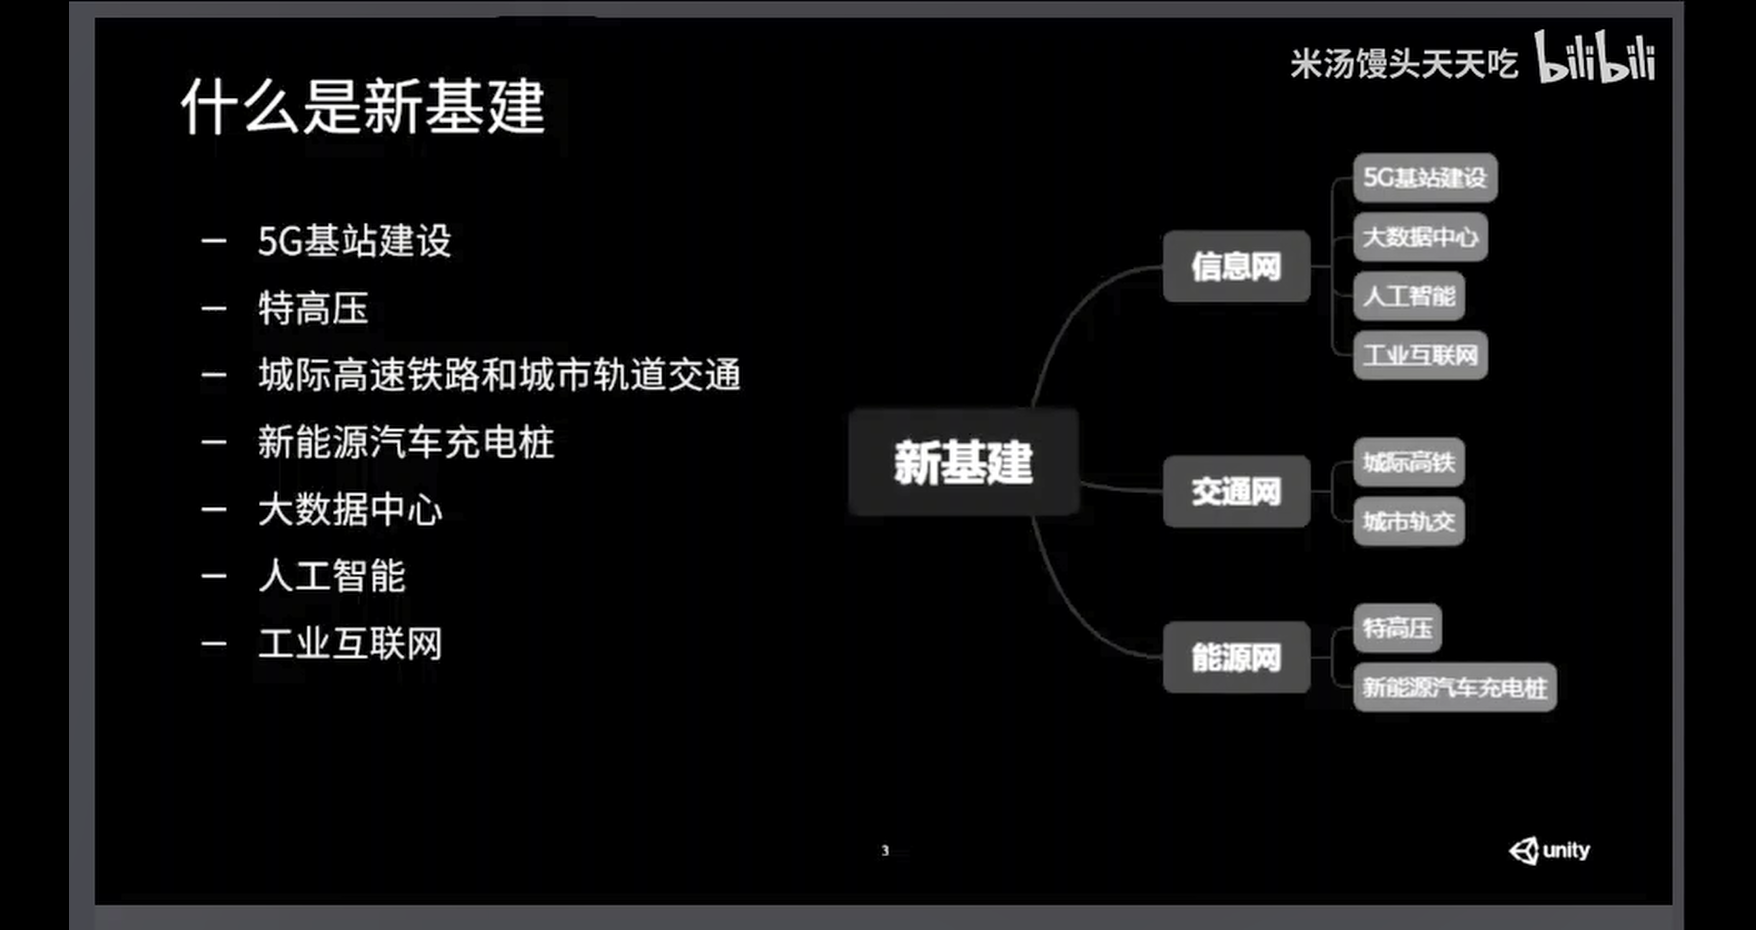 米汤馒头天天吃 bilibili
什么是新基建
– 5G基站建设
– 特高压
– 城际高速铁路和城市轨道交通
– 新能源汽车充电桩
– 大数据中心
– 人工智能
– 工业互联网
新基建
信息网
5G基站建设
大数据中心
人工智能
工业互联网
交通网
城际高铁
城市轨交
能源网
特高压
新能源汽车充电桩
3
unity